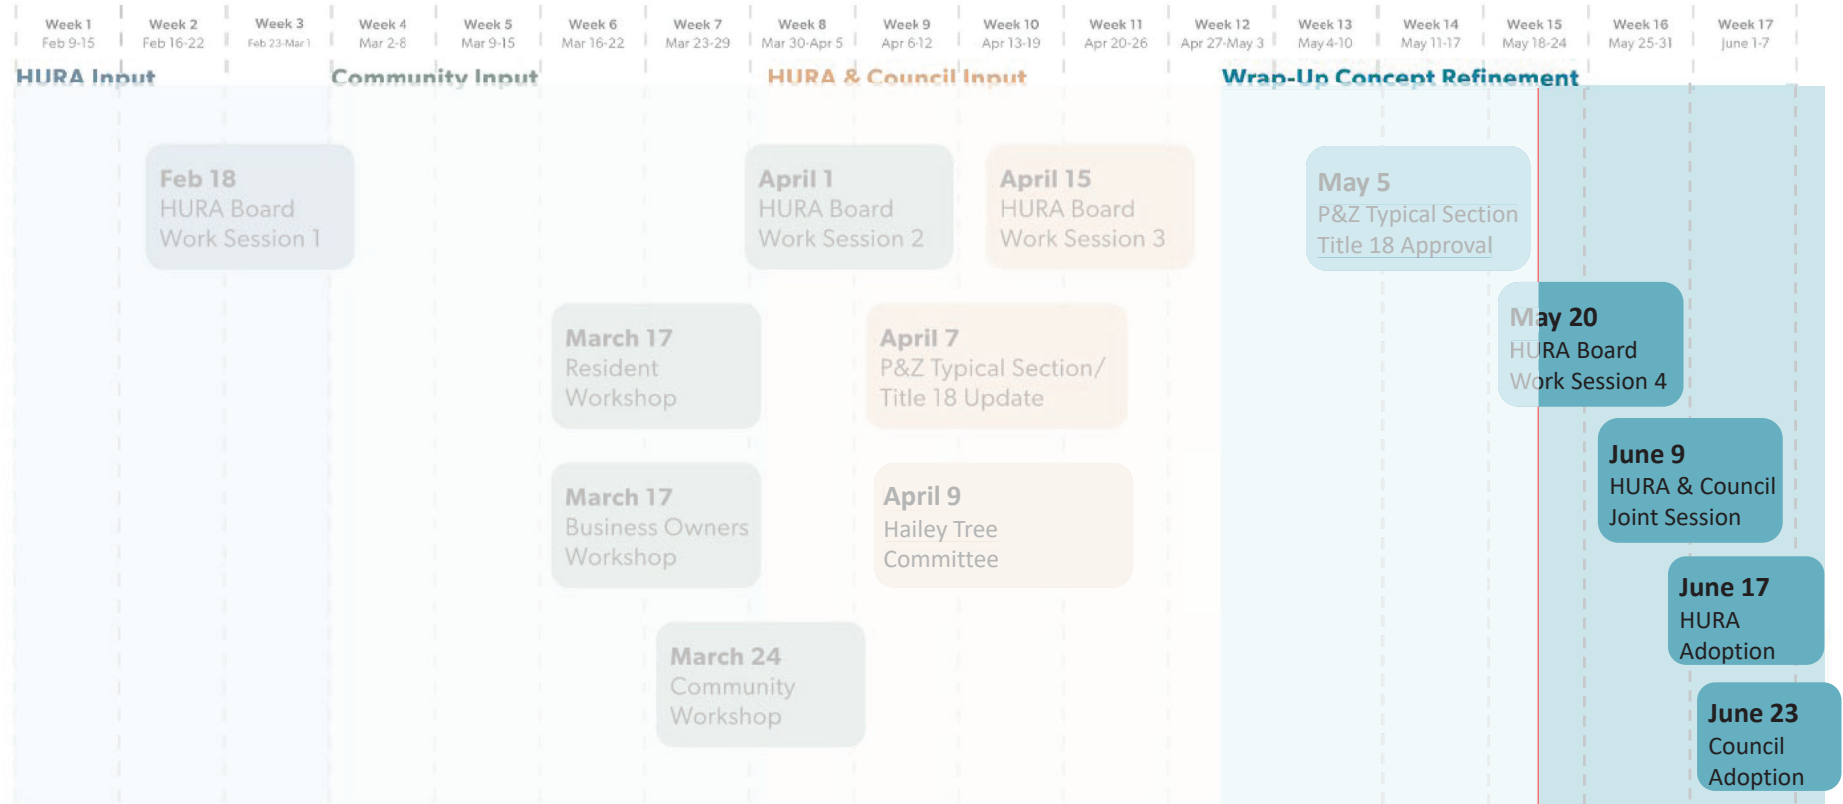 Week 1
Feb 9-15
Week 2
Feb 16-22
Week 3
Feb 23-Mar 1
Week 4
Mar 2-8
Week 5
Mar 9-15
Week 6
Mar 16-22
Week 7
Mar 23-29
Week 8
Mar 30-Apr 5
Week 9
Apr 6-12
Week 10
Apr 13-19
Week 11
Apr 20-26
Week 12
Apr 27-May 3
Week 13
May 4-10
Week 14
May 11-17
Week 15
May 18-24
Week 16
May 25-31
Week 17
June 1-7
HURA Input
Community Input
HURA & Council Input
Wrap-Up Concept Refinement
Feb 18
HURA Board
Work Session 1
April 1
HURA Board
Work Session 2
April 15
HURA Board
Work Session 3
May 5
P&Z Typical Section
Title 18 Approval
March 17
Resident
Workshop
April 7
P&Z Typical Section/
Title 18 Update
May 20
HURA Board
Work Session 4
March 17
Business Owners
Workshop
April 9
Hailey Tree
Committee
June 9
HURA & Council
Joint Session
June 17
HURA
Adoption
March 24
Community
Workshop
June 23
Council
Adoption